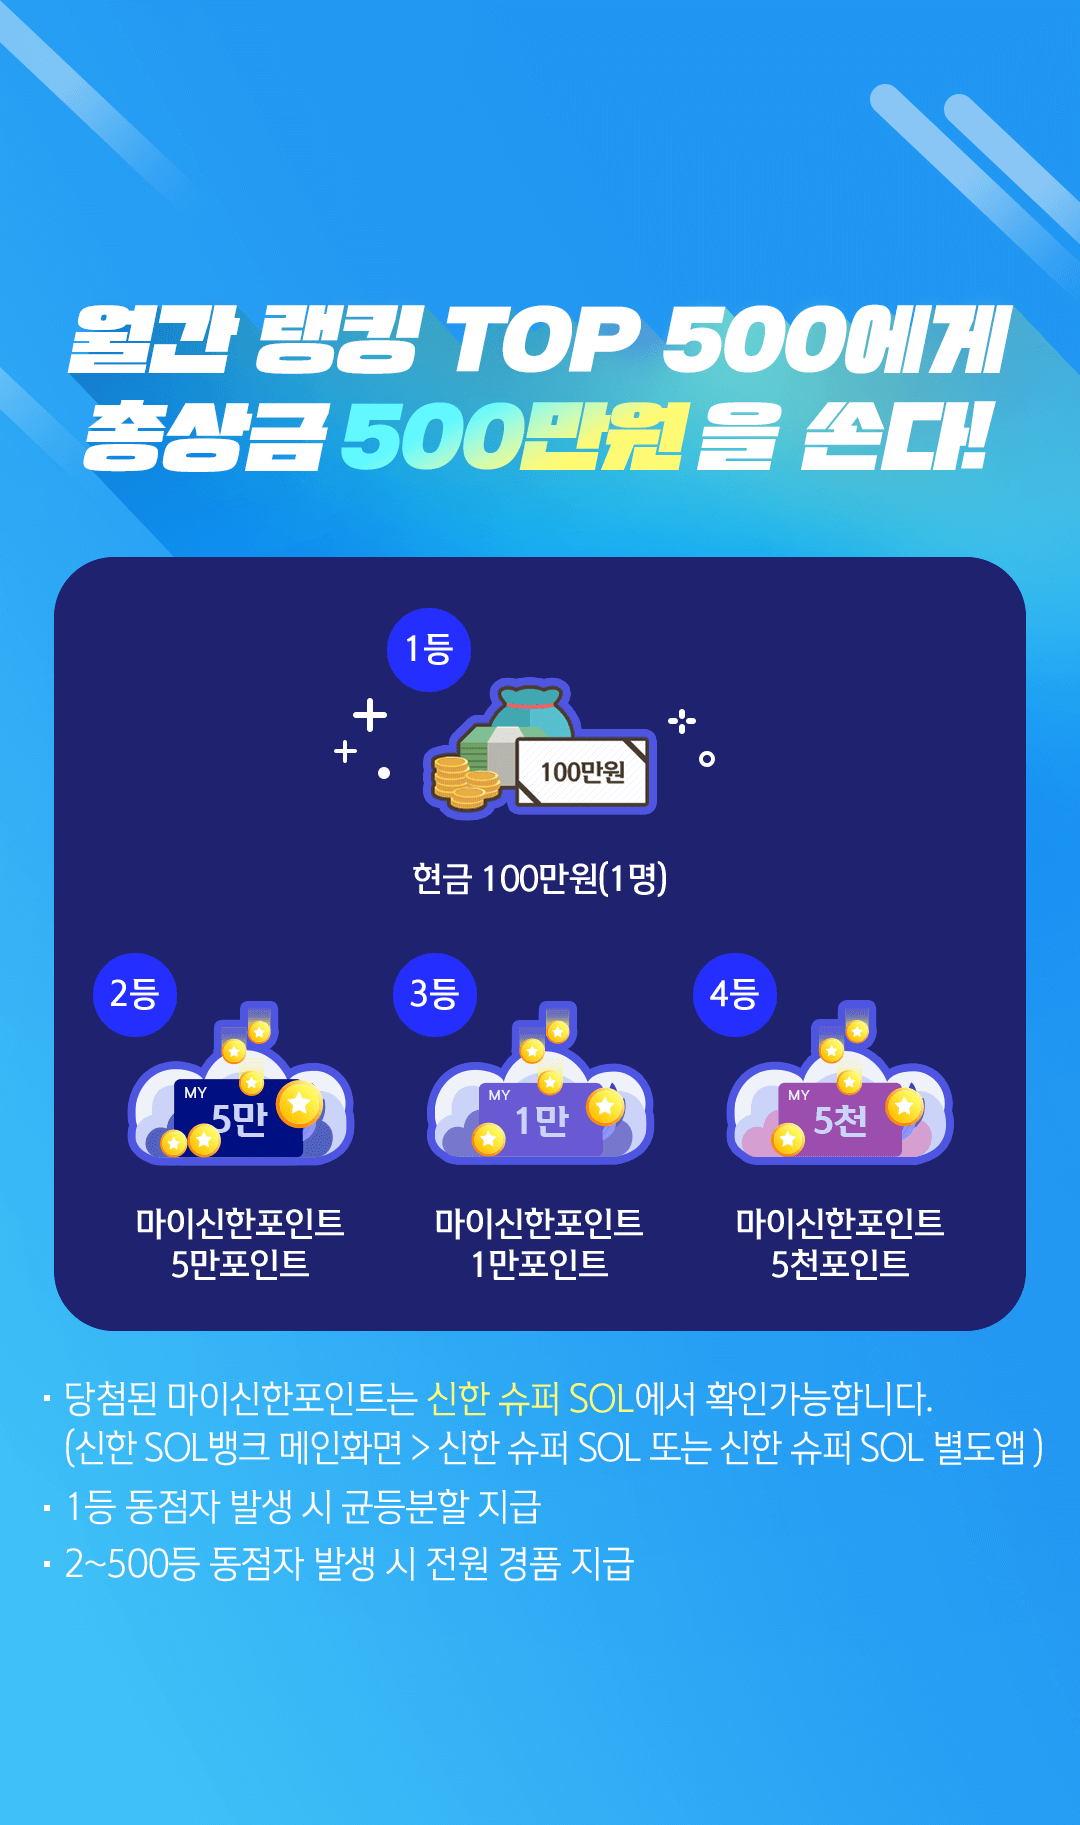 월간 랭킹 TOP 500에게
총상금 500만원을 쏜다!
1등
100만원
현금 100만원(1명)
2등
3등
4등
MY
5만
MY
1만
MY
5천
마이신한포인트
5만포인트
마이신한포인트
1만포인트
마이신한포인트
5천포인트
· 당첨된 마이신한포인트는 신한 슈퍼 SOL에서 확인가능합니다.
(신한 SOL뱅크 메인화면 > 신한 슈퍼 SOL 또는 신한 슈퍼 SOL 별도앱 )
· 1등 동점자 발생 시 균등분할 지급
· 2~500등 동점자 발생 시 전원 경품 지급